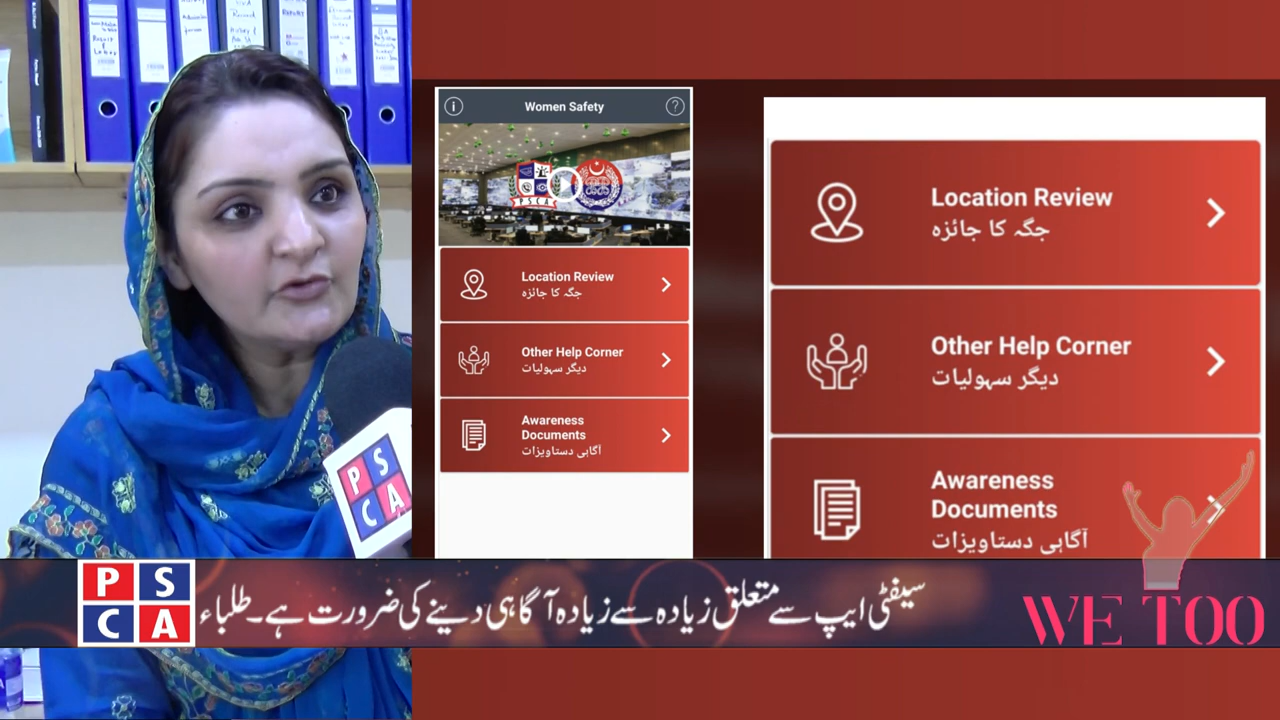 REPORT
Women Safety
PSCA
Location Review
جگہ کا جائزہ
Other Help Corner
دیگر سہولیات
Awareness
Documents
آگاہی دستاویزات
Location Review
جگہ کا جائزہ
Other Help Corner
دیگر سہولیات
Awareness
Documents
آگاہی دستاویزات
P S
C A
P S
C A
سیفٹی ایپ سے متعلق زیادہ سے زیادہ آگاہی دینے کی ضرورت ہے۔ طلباء
WE TOO